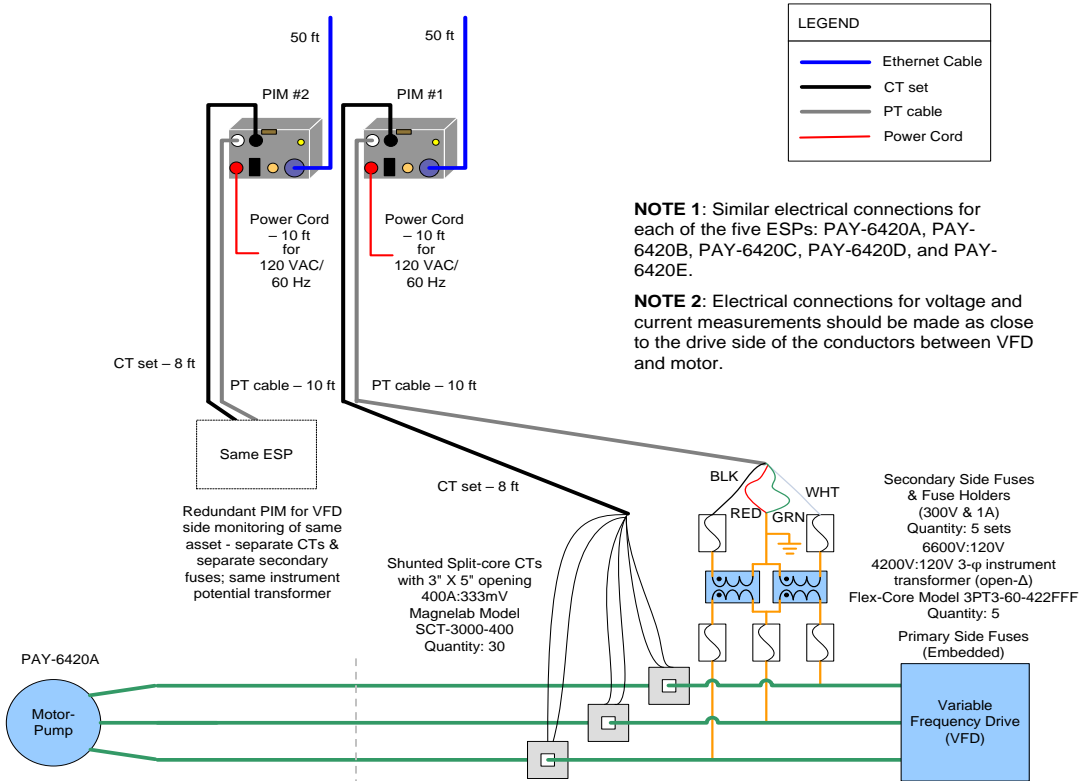 50 ft
50 ft
PIM #2
PIM #1
LEGEND
Ethernet Cable
CT set
PT cable
Power Cord
Power Cord
– 10 ft
for
120 VAC/
60 Hz
Power Cord
– 10 ft
for
120 VAC/
60 Hz
NOTE 1: Similar electrical connections for
each of the five ESPs: PAY-6420A, PAY-
6420B, PAY-6420C, PAY-6420D, and PAY-
6420E.
NOTE 2: Electrical connections for voltage and
current measurements should be made as close
to the drive side of the conductors between VFD
and motor.
CT set – 8 ft
PT cable – 10 ft
PT cable – 10 ft
Same ESP
Redundant PIM for VFD
side monitoring of same
asset - separate CTs &
separate secondary
fuses; same instrument
potential transformer
CT set – 8 ft
BLK
RED
GRN
WHT
Shunted Split-core CTs
with 3" X 5" opening
400A:333mV
Magnelab Model
SCT-3000-400
Quantity: 30
Secondary Side Fuses
& Fuse Holders
(300V & 1A)
Quantity: 5 sets
6600V:120V
4200V:120V 3-φ instrument
transformer (open-Δ)
Flex-Core Model 3PT3-60-422FFF
Quantity: 5
Primary Side Fuses
(Embedded)
PAY-6420A
Motor-
Pump
Variable
Frequency Drive
(VFD)